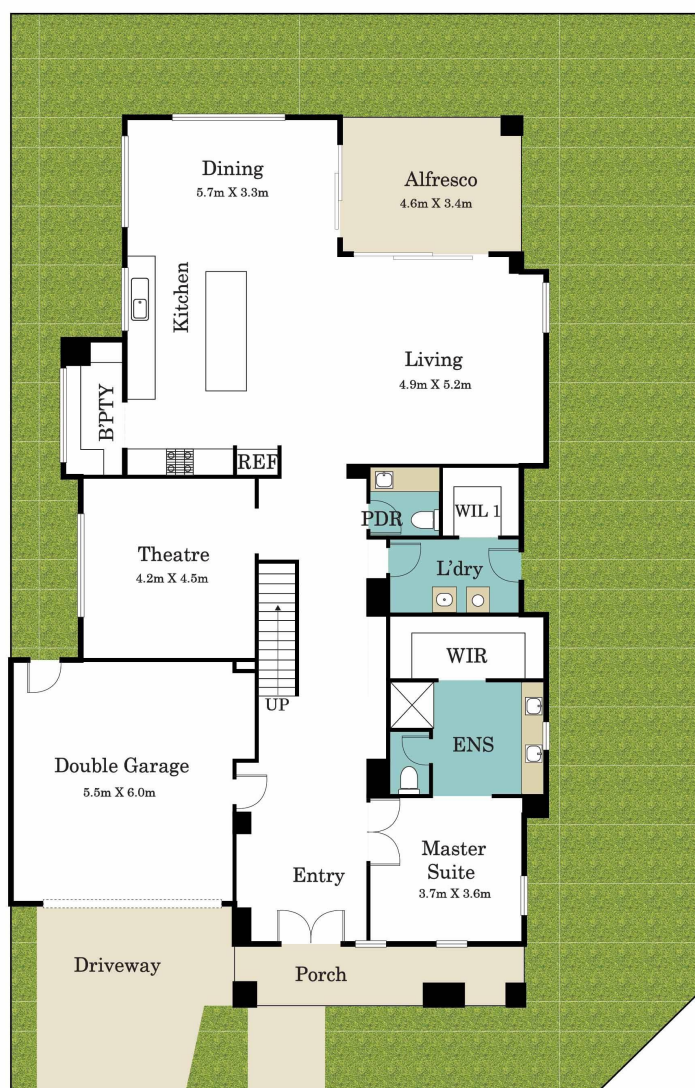 Dining
5.7m X 3.3m
Alfresco
4.6m X 3.4m
Kitchen
Living
4.9m X 5.2m
B'PTY
REF
PDR
WIL 1
Theatre
4.2m X 4.5m
L'dry
WIR
UP
ENS
Double Garage
5.5m X 6.0m
Master
Suite
3.7m X 3.6m
Entry
Driveway
Porch